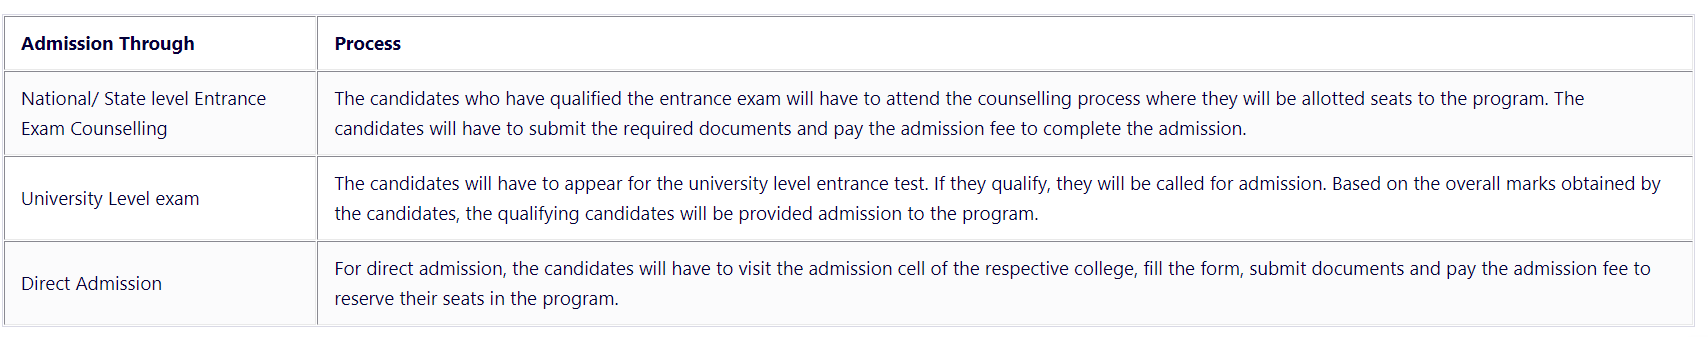 Admission Through
Process
National/ State level Entrance
Exam Counselling
The candidates who have qualified the entrance exam will have to attend the counselling process where they will be allotted seats to the program. The
candidates will have to submit the required documents and pay the admission fee to complete the admission.
University Level exam
The candidates will have to appear for the university level entrance test. If they qualify, they will be called for admission. Based on the overall marks obtained by
the candidates, the qualifying candidates will be provided admission to the program.
Direct Admission
For direct admission, the candidates will have to visit the admission cell of the respective college, fill the form, submit documents and pay the admission fee to
reserve their seats in the program.